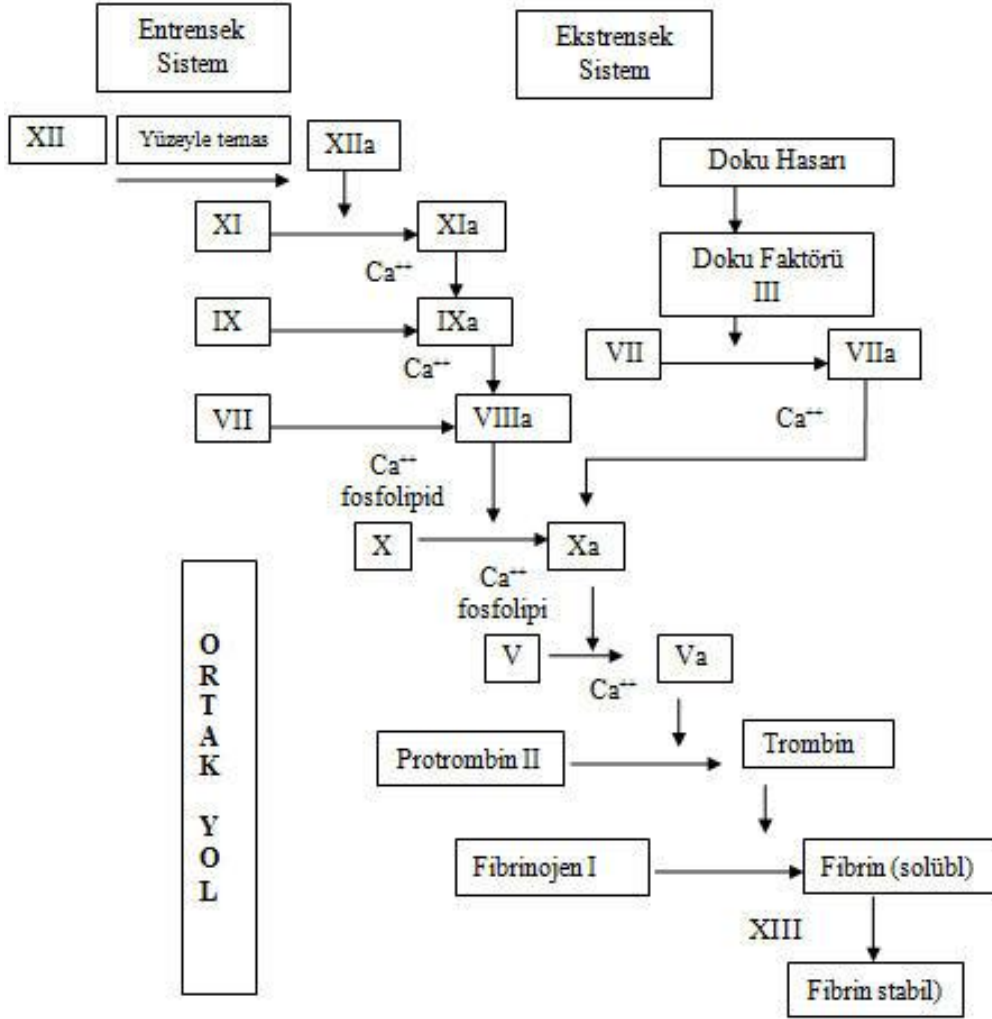 Entrensek
Sistem
Ekstrensek
Sistem
XII
Yüzeyle temas
XIIa
Doku Hasarı
XI
XIa
Ca++
Doku Faktörü
III
IX
IXa
Ca++
VII
VIIa
Ca++
VII
VIIIa
Ca++
fosfolipid
X
Xa
Ca++
fosfolipi
V
Va
Ca++
Protrombin II
Trombin
Fibrinojen I
Fibrin (solübl)
XIII
Fibrin stabil)
ORTAK YOL